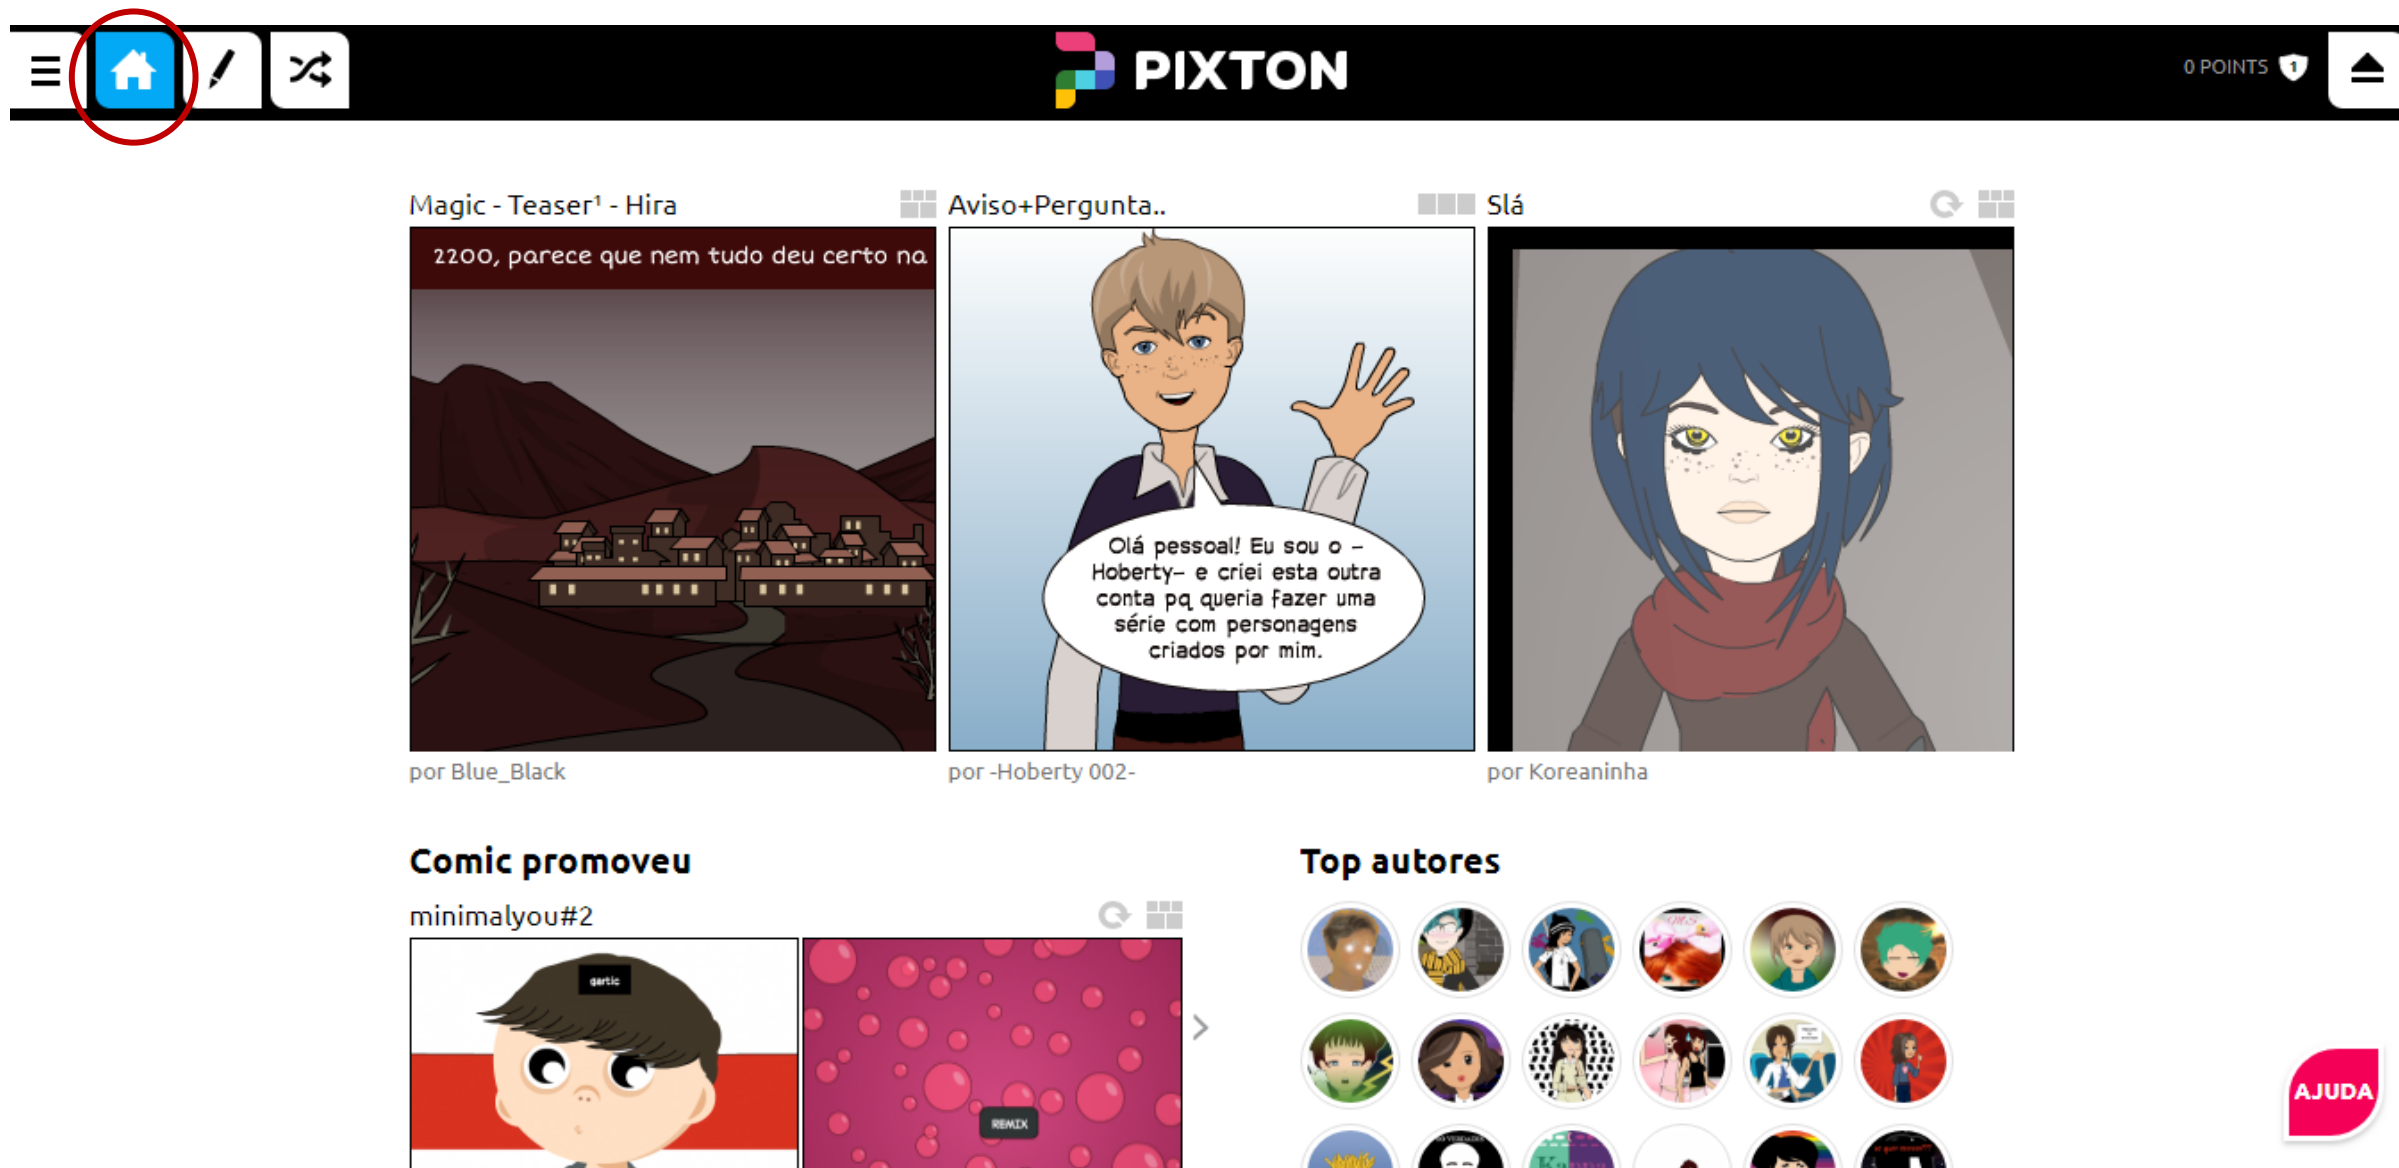 PIXTON
0 POINTS 1
Magic - Teaser¹ - Hira
Aviso+Pergunta..
Slá
2200, parece que nem tudo deu certo na
Olá pessoal! Eu sou o -
Hoberty- e criei esta outra
conta pq queria fazer uma
série com personagens
criados por mim.
por Blue_Black
por -Hoberty 002-
por Koreaninha
Comic promoveu
Top autores
minimalyou#2
gartic
REMIX
AJUDA